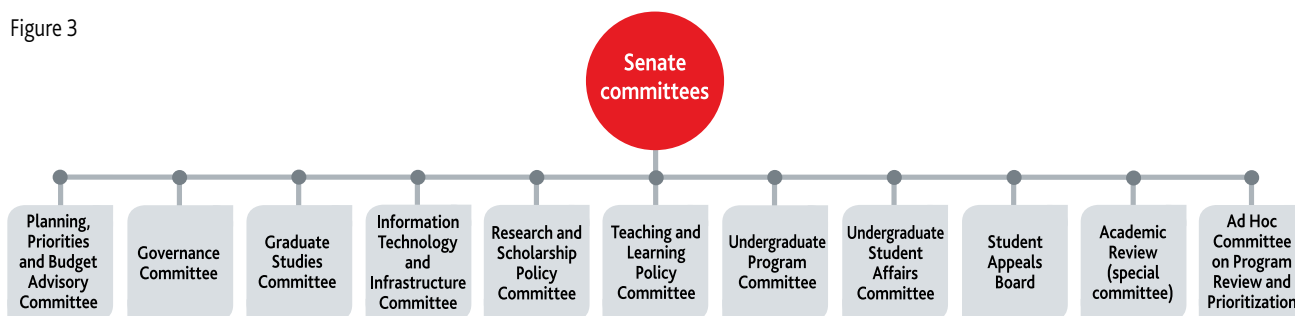 Figure 3
Senate
committees
Planning,
Priorities
and Budget
Advisory
Committee
Governance
Committee
Graduate
Studies
Committee
Information
Technology
and
Infrastructure
Committee
Research and
Scholarship
Policy
Committee
Teaching and
Learning
Policy
Committee
Undergraduate
Program
Committee
Undergraduate
Student
Affairs
Committee
Student
Appeals
Board
Academic
Review
(special
committee)
Ad Hoc
Committee
on Program
Review and
Prioritization